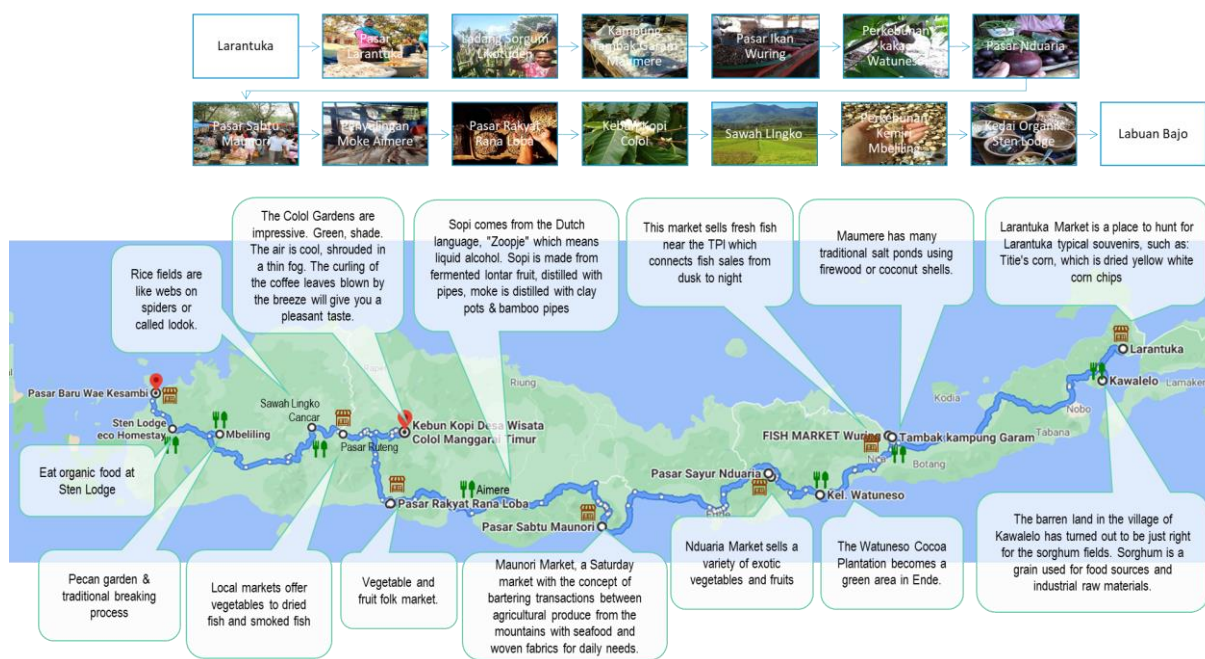 Larantuka
Pasar
Larantuka
Ladang Sorgum
Likotuden
Kampung
Tambak Garam
Maumere
Pasar Ikan
Wuring
Perkebunan
kakao
Watuneso
Pasar Nduaria
Pasar Sabtu
Maunori
Penyulingan
Moke Aimere
Pasar Rakyat
Rana Loba
Kebun Kopi
Colol
Sawah Lingko
Perkebunan
Kemiri
Mbeliling
Kedai Organik
Sten Lodge
Labuan Bajo
Rice fields are
like webs on
spiders or
called lodok.
The Colol Gardens are
impressive. Green, shade.
The air is cool, shrouded in
a thin fog. The curling of
the coffee leaves blown by
the breeze will give you a
pleasant taste.
Sopi comes from the Dutch
language, "Zoopje" which means
liquid alcohol. Sopi is made from
fermented lontar fruit, distilled with
pipes, moke is distilled with clay
pots & bamboo pipes
This market sells fresh fish
near the TPI which
connects fish sales from
dusk to night
Maumere has many
traditional salt ponds using
firewood or coconut shells.
Larantuka Market is a place to hunt for
Larantuka typical souvenirs, such as:
Titie's corn, which is dried yellow white
corn chips
Riung
Larantuka
Kawalelo
Lamaker
Kodia
Nobo
Tabana
Pasar Baru Wae Kesambi
Sten Lodge
eco Homestay
Mbeliling
Sawah Lingko
Cancar
Pasar Ruteng
Kebun Kopi Desa Wisata
Colol Manggarai Timur
FISH MARKET Wuring
Tambak kampung Garam
Botang
Pasar Sayur Nduaria
Kel. Watuneso
Ende
Aimere
Pasar Rakyat Rana Loba
Pasar Sabtu Maunori
Eat organic food at
Sten Lodge
Pecan garden &
traditional breaking
process
Local markets offer
vegetables to dried
fish and smoked fish
Vegetable and
fruit folk market.
Maunori Market, a Saturday
market with the concept of
bartering transactions between
agricultural produce from the
mountains with seafood and
woven fabrics for daily needs.
Nduaria Market sells a
variety of exotic
vegetables and fruits
The Watuneso Cocoa
Plantation becomes a
green area in Ende.
The barren land in the village of
Kawalelo has turned out to be just right
for the sorghum fields. Sorghum is a
grain used for food sources and
industrial raw materials.